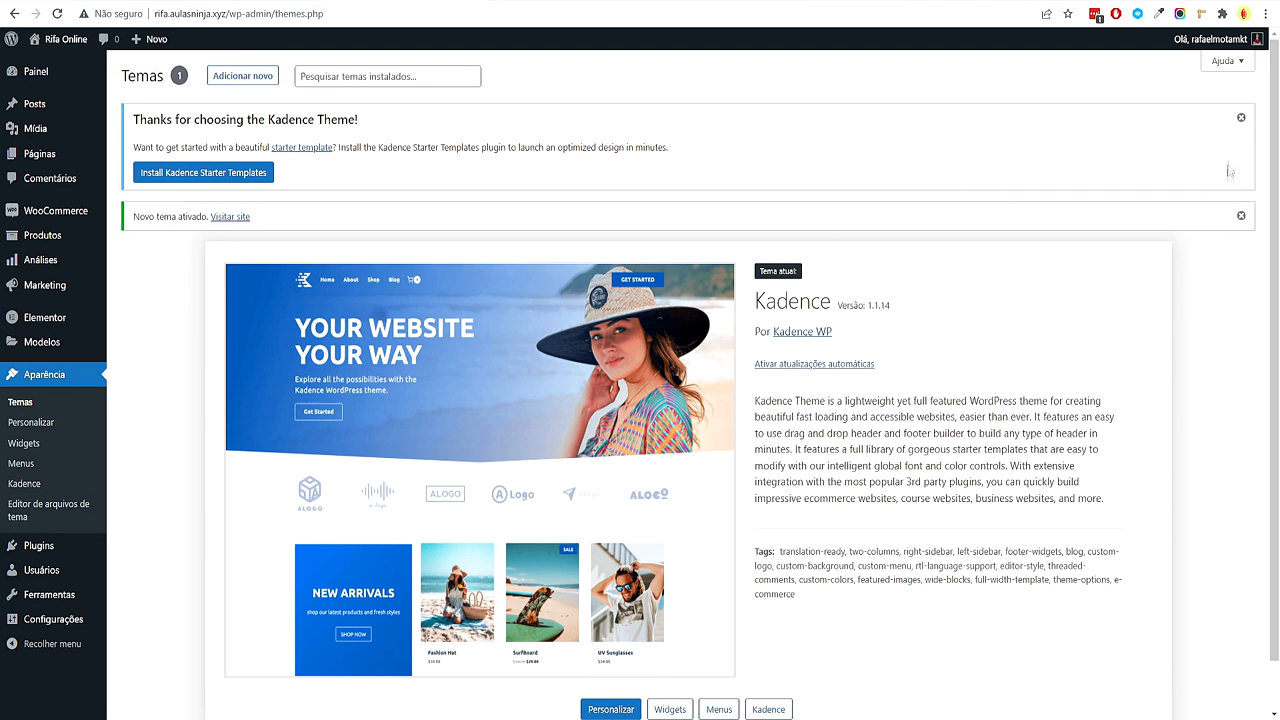 Não seguro
rifa.aulasninja.xyz/wp-admin/themes.php
1
Rifa Online
0
Novo
Olá, rafaelmotamkt
Painel
Posts
Mídia
Páginas
Comentários
WooCommerce
Produtos
Análises
Marketing
Elementor
Modelos
Aparência
Temas
Personalizar
Widgets
Menus
Kadence
Editor de arquivos de
tema
Plugins
Usuários
Ferramentas
Configurações
Recolher menu
Temas 1
Adicionar novo
Pesquisar temas instalados...
Ajuda
Thanks for choosing the Kadence Theme!
Want to get started with a beautiful starter template? Install the Kadence Starter Templates plugin to launch an optimized design in minutes.
Install Kadence Starter Templates
Novo tema ativado. Visitar site
Home About Shop Blog 0
GET STARTED
YOUR WEBSITE
YOUR WAY
Explore all the possibilities with the
Kadence WordPress theme.
Get Started
ALOGO
a logo
ALOGO
A Logo
ALOGO
NEW ARRIVALS
shop our latest products and fresh styles
SHOP NOW
SALE
Fashion Hat
SurfBoard
UV Sunglasses
Tema atual:
Kadence Versão: 1.1.14
Por Kadence WP
Ativar atualizações automáticas
Kadence Theme is a lightweight yet full featured WordPress theme for creating
beautiful fast loading and accessible websites, easier than ever. It features an easy
to use drag and drop header and footer builder to build any type of header in
minutes. It features a full library of gorgeous starter templates that are easy to
modify with our intelligent global font and color controls. With extensive
integration with the most popular 3rd party plugins, you can quickly build
impressive ecommerce websites, course websites, business websites, and more.
Tags: translation-ready, two-columns, right-sidebar, left-sidebar, footer-widgets, blog, custom-
logo, custom-background, custom-menu, rtl-language-support, editor-style, threaded-
comments, custom-colors, featured-images, wide-blocks, full-width-template, theme-options, e-
commerce
Personalizar
Widgets
Menus
Kadence